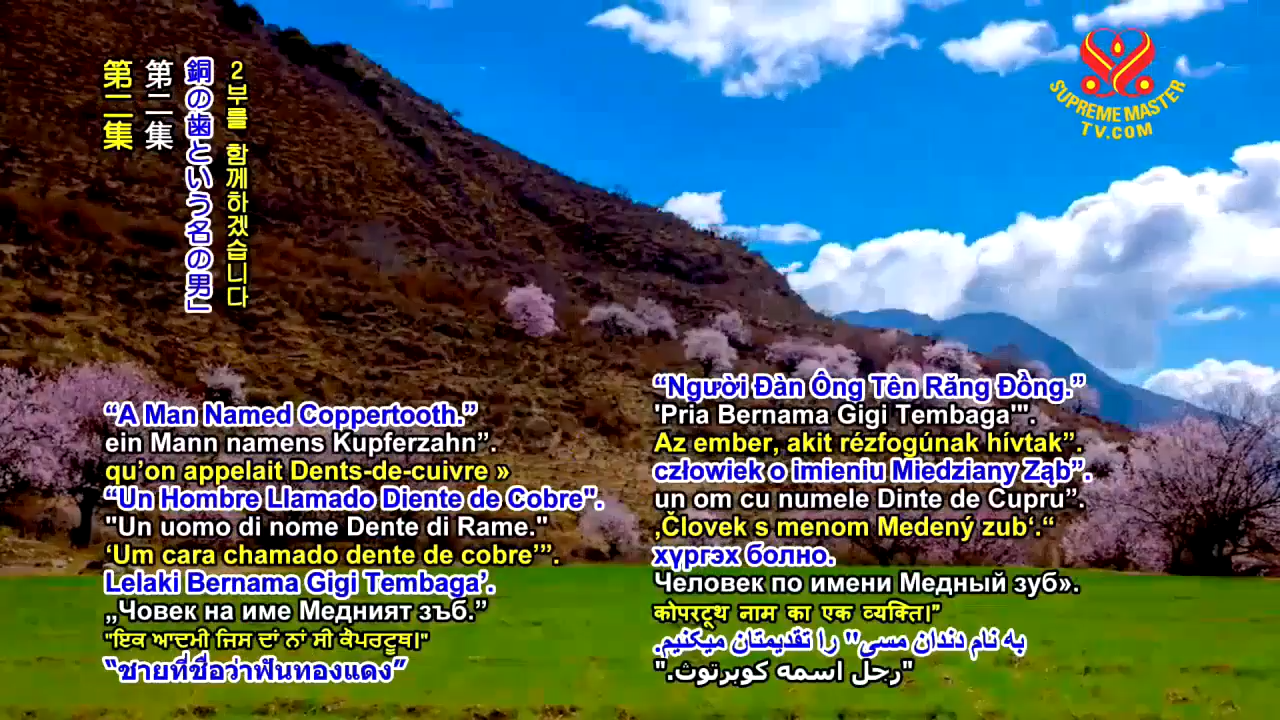 第二集
第二集
銅の歯という名の男」
2부를 함께하겠습니다
SUPREME MASTER
TV.COM
“A Man Named Coppertooth.”
ein Mann namens Kupferzahn”.
qu’on appelait Dents-de-cuivre »
“Un Hombre Llamado Diente de Cobre".
"Un uomo di nome Dente di Rame."
‘Um cara chamado dente de cobre’”.
Lelaki Bernama Gigi Tembaga’.
„Човек на име Медният зъб.”
"ਇਕ ਆਦਮੀ ਜਿਸ ਦਾਂ ਨਾਂ ਸੀ ਕੋਪਰਟੂਥ।"
“ชายที่ชื่อว่าฟันทองแดง”
“Người Đàn Ông Tên Răng Đồng.”
'Pria Bernama Gigi Tembaga'".
Az ember, akit rézfogúnak hívtak”.
człowiek o imieniu Miedziany Ząb”.
un om cu numele Dinte de Cupru”.
‚Človek s menom Medený zub‘.“
хүргэх болно.
Человек по имени Медный зуб».
कोपरटूथ नाम का एक व्यक्ति।”
به نام دندان مسی" را تقدیمتان میکنیم.
"رجل اسمه كوبرتوث".